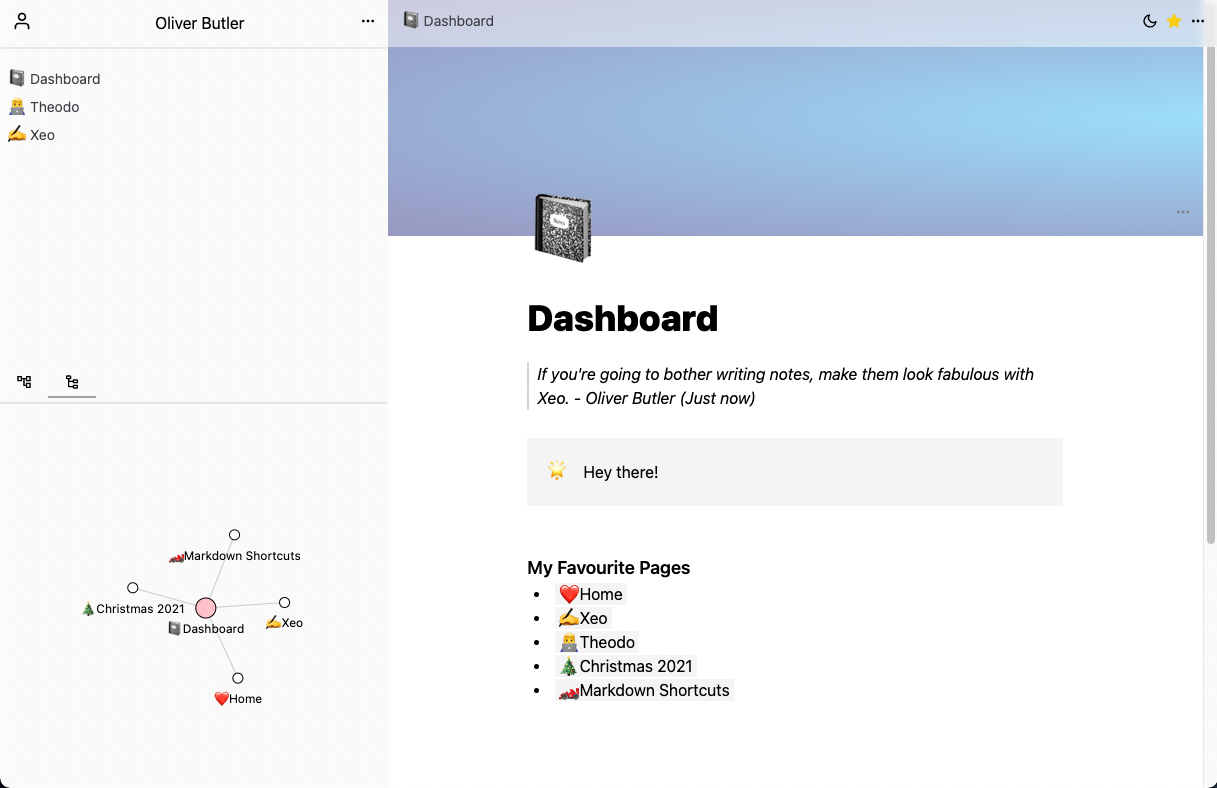 Oliver Butler
Dashboard
Theodo
Xeo
Markdown Shortcuts
Christmas 2021
Dashboard
Xeo
Home
Dashboard
Notes
Dashboard
If you're going to bother writing notes, make them look fabulous with
Xeo. - Oliver Butler (Just now)
Hey there!
My Favourite Pages
• ❤️Home
• ✍️Xeo
• 👨‍💻Theodo
• 🎄Christmas 2021
• 🏎️Markdown Shortcuts